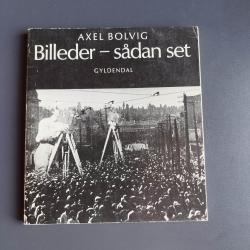 AXEL BOLVIG
Billeder – sådan set
GYLDENDAL